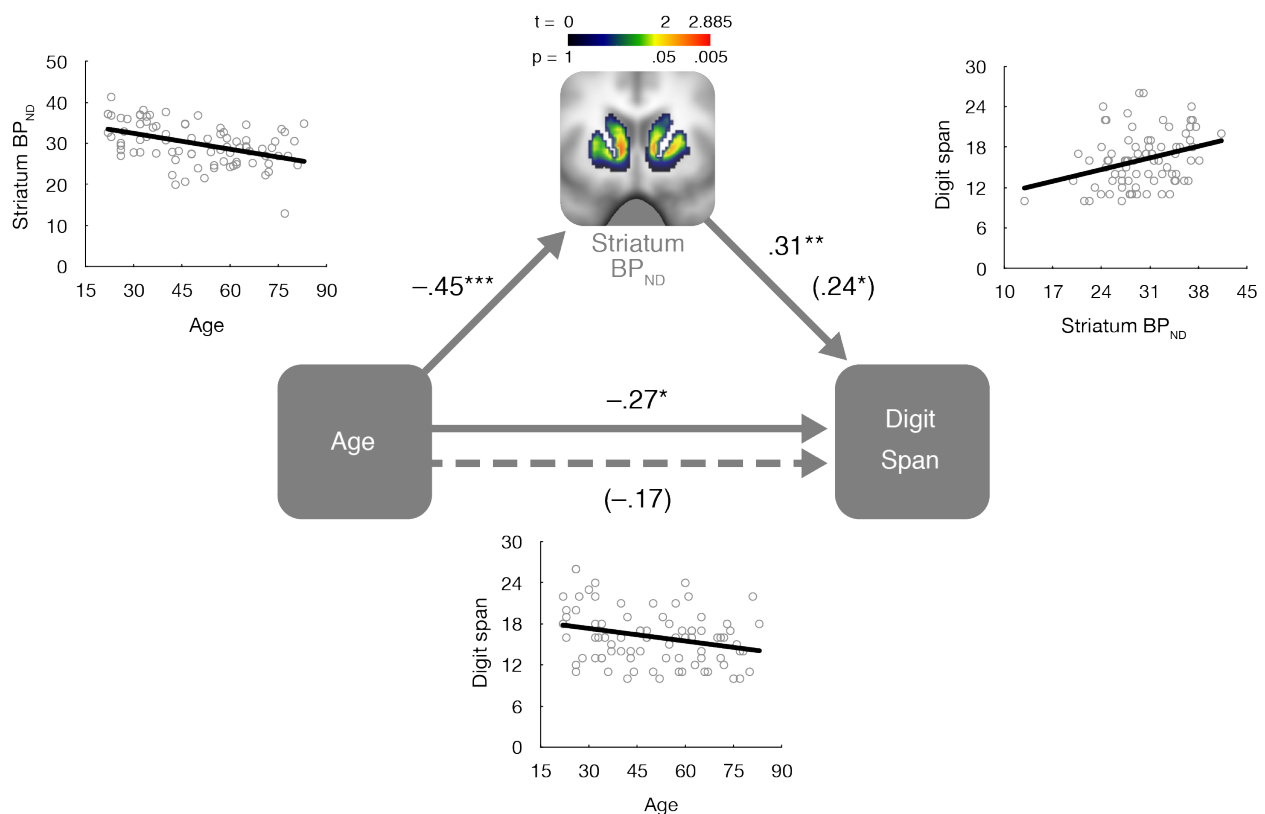 t = 0 2 2.885
p = 1 .05 .005
50
40
30
20
10
0
Striatum BPND
15 30 45 60 75 90
Age
Striatum
BPND
30
24
18
12
6
0
Digit span
10 17 24 31 38 45
Striatum BPND
–.45***
.31**
(.24*)
Age
–.27*
(–.17)
Digit
Span
30
24
18
12
6
0
Digit span
15 30 45 60 75 90
Age